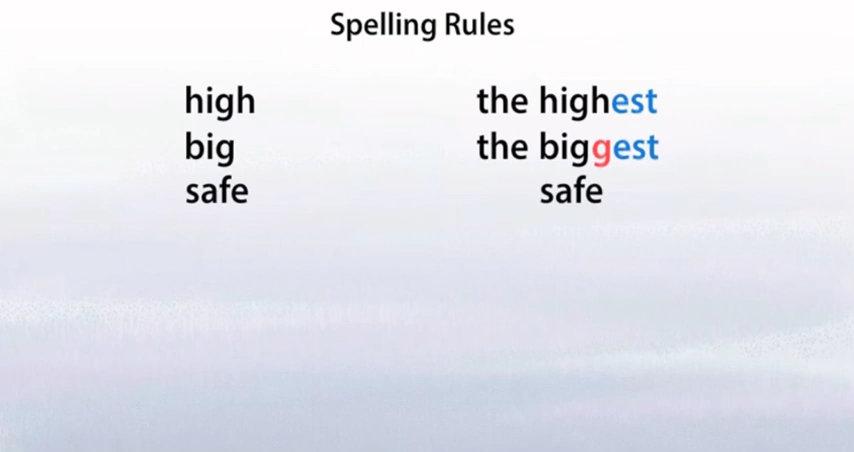 Spelling Rules
high the highest
big the biggest
safe safe